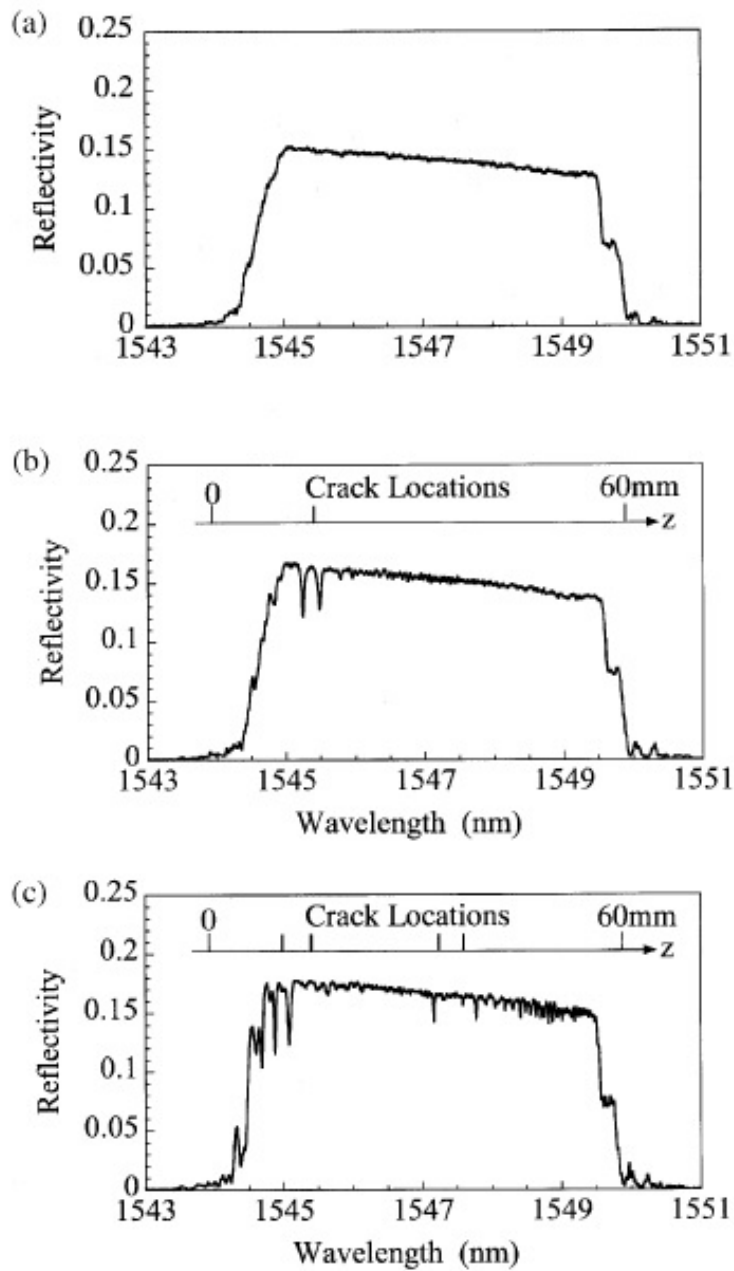 (a)
0.25
0.2
0.15
0.1
0.05
0
Reflectivity
1543 1545 1547 1549 1551
(b)
0.25
0.2
0.15
0.1
0.05
0
Reflectivity
0 Crack Locations 60mm
z
1543 1545 1547 1549 1551
Wavelength (nm)
(c)
0.25
0.2
0.15
0.1
0.05
0
Reflectivity
0 Crack Locations 60mm
z
1543 1545 1547 1549 1551
Wavelength (nm)